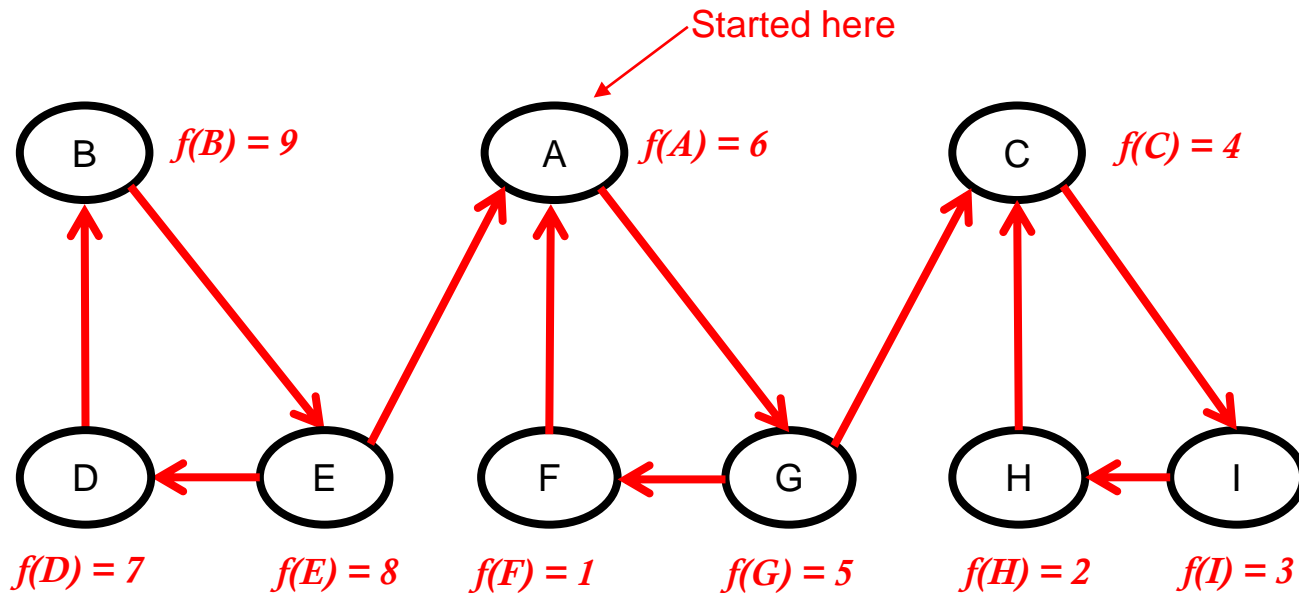 Started here
B
f(B) = 9
A
f(A) = 6
C
f(C) = 4
D
E
F
G
H
I
f(D) = 7
f(E) = 8
f(F) = 1
f(G) = 5
f(H) = 2
f(I) = 3